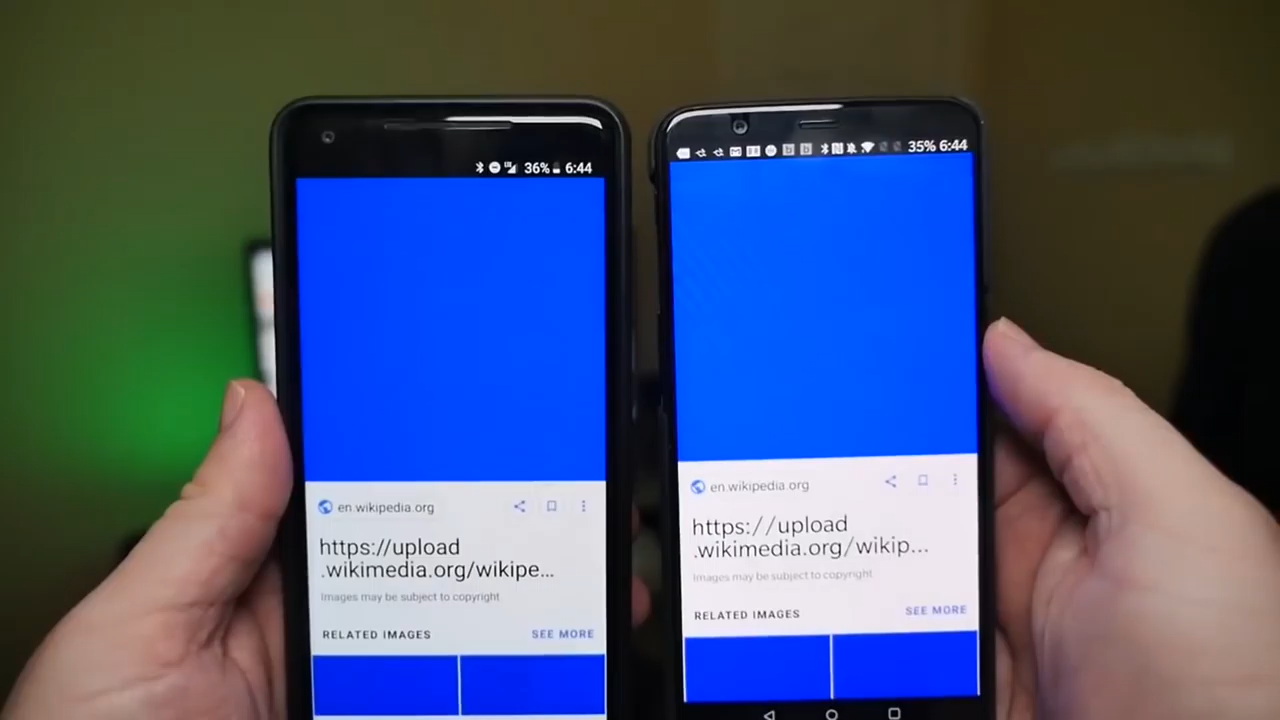 36% 6:44
en.wikipedia.org
https://upload
.wikimedia.org/wikipe...
Images may be subject to copyright
RELATED IMAGES SEE MORE
35% 6:44
en.wikipedia.org
https://upload
.wikimedia.org/wikip...
Images may be subject to copyright
RELATED IMAGES SEE MORE